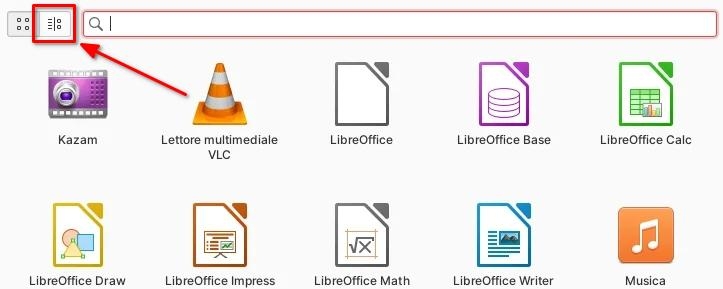 Kazam
Lettore multimediale
VLC
LibreOffice
LibreOffice Base
LibreOffice Calc
LibreOffice Draw
LibreOffice Impress
LibreOffice Math
LibreOffice Writer
Musica